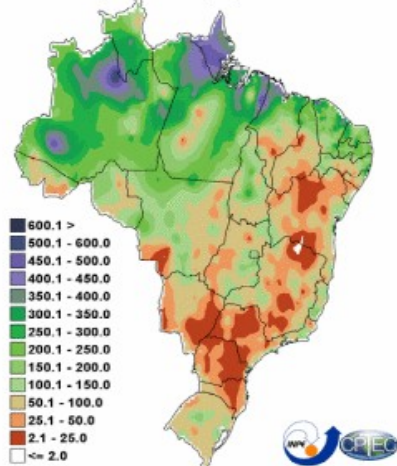 600.1 >
500.1 - 600.0
450.1 - 500.0
400.1 - 450.0
350.1 - 400.0
300.1 - 350.0
250.1 - 300.0
200.1 - 250.0
150.1 - 200.0
100.1 - 150.0
50.1 - 100.0
25.1 - 50.0
2.1 - 25.0
<= 2.0
INPE
CPTEC